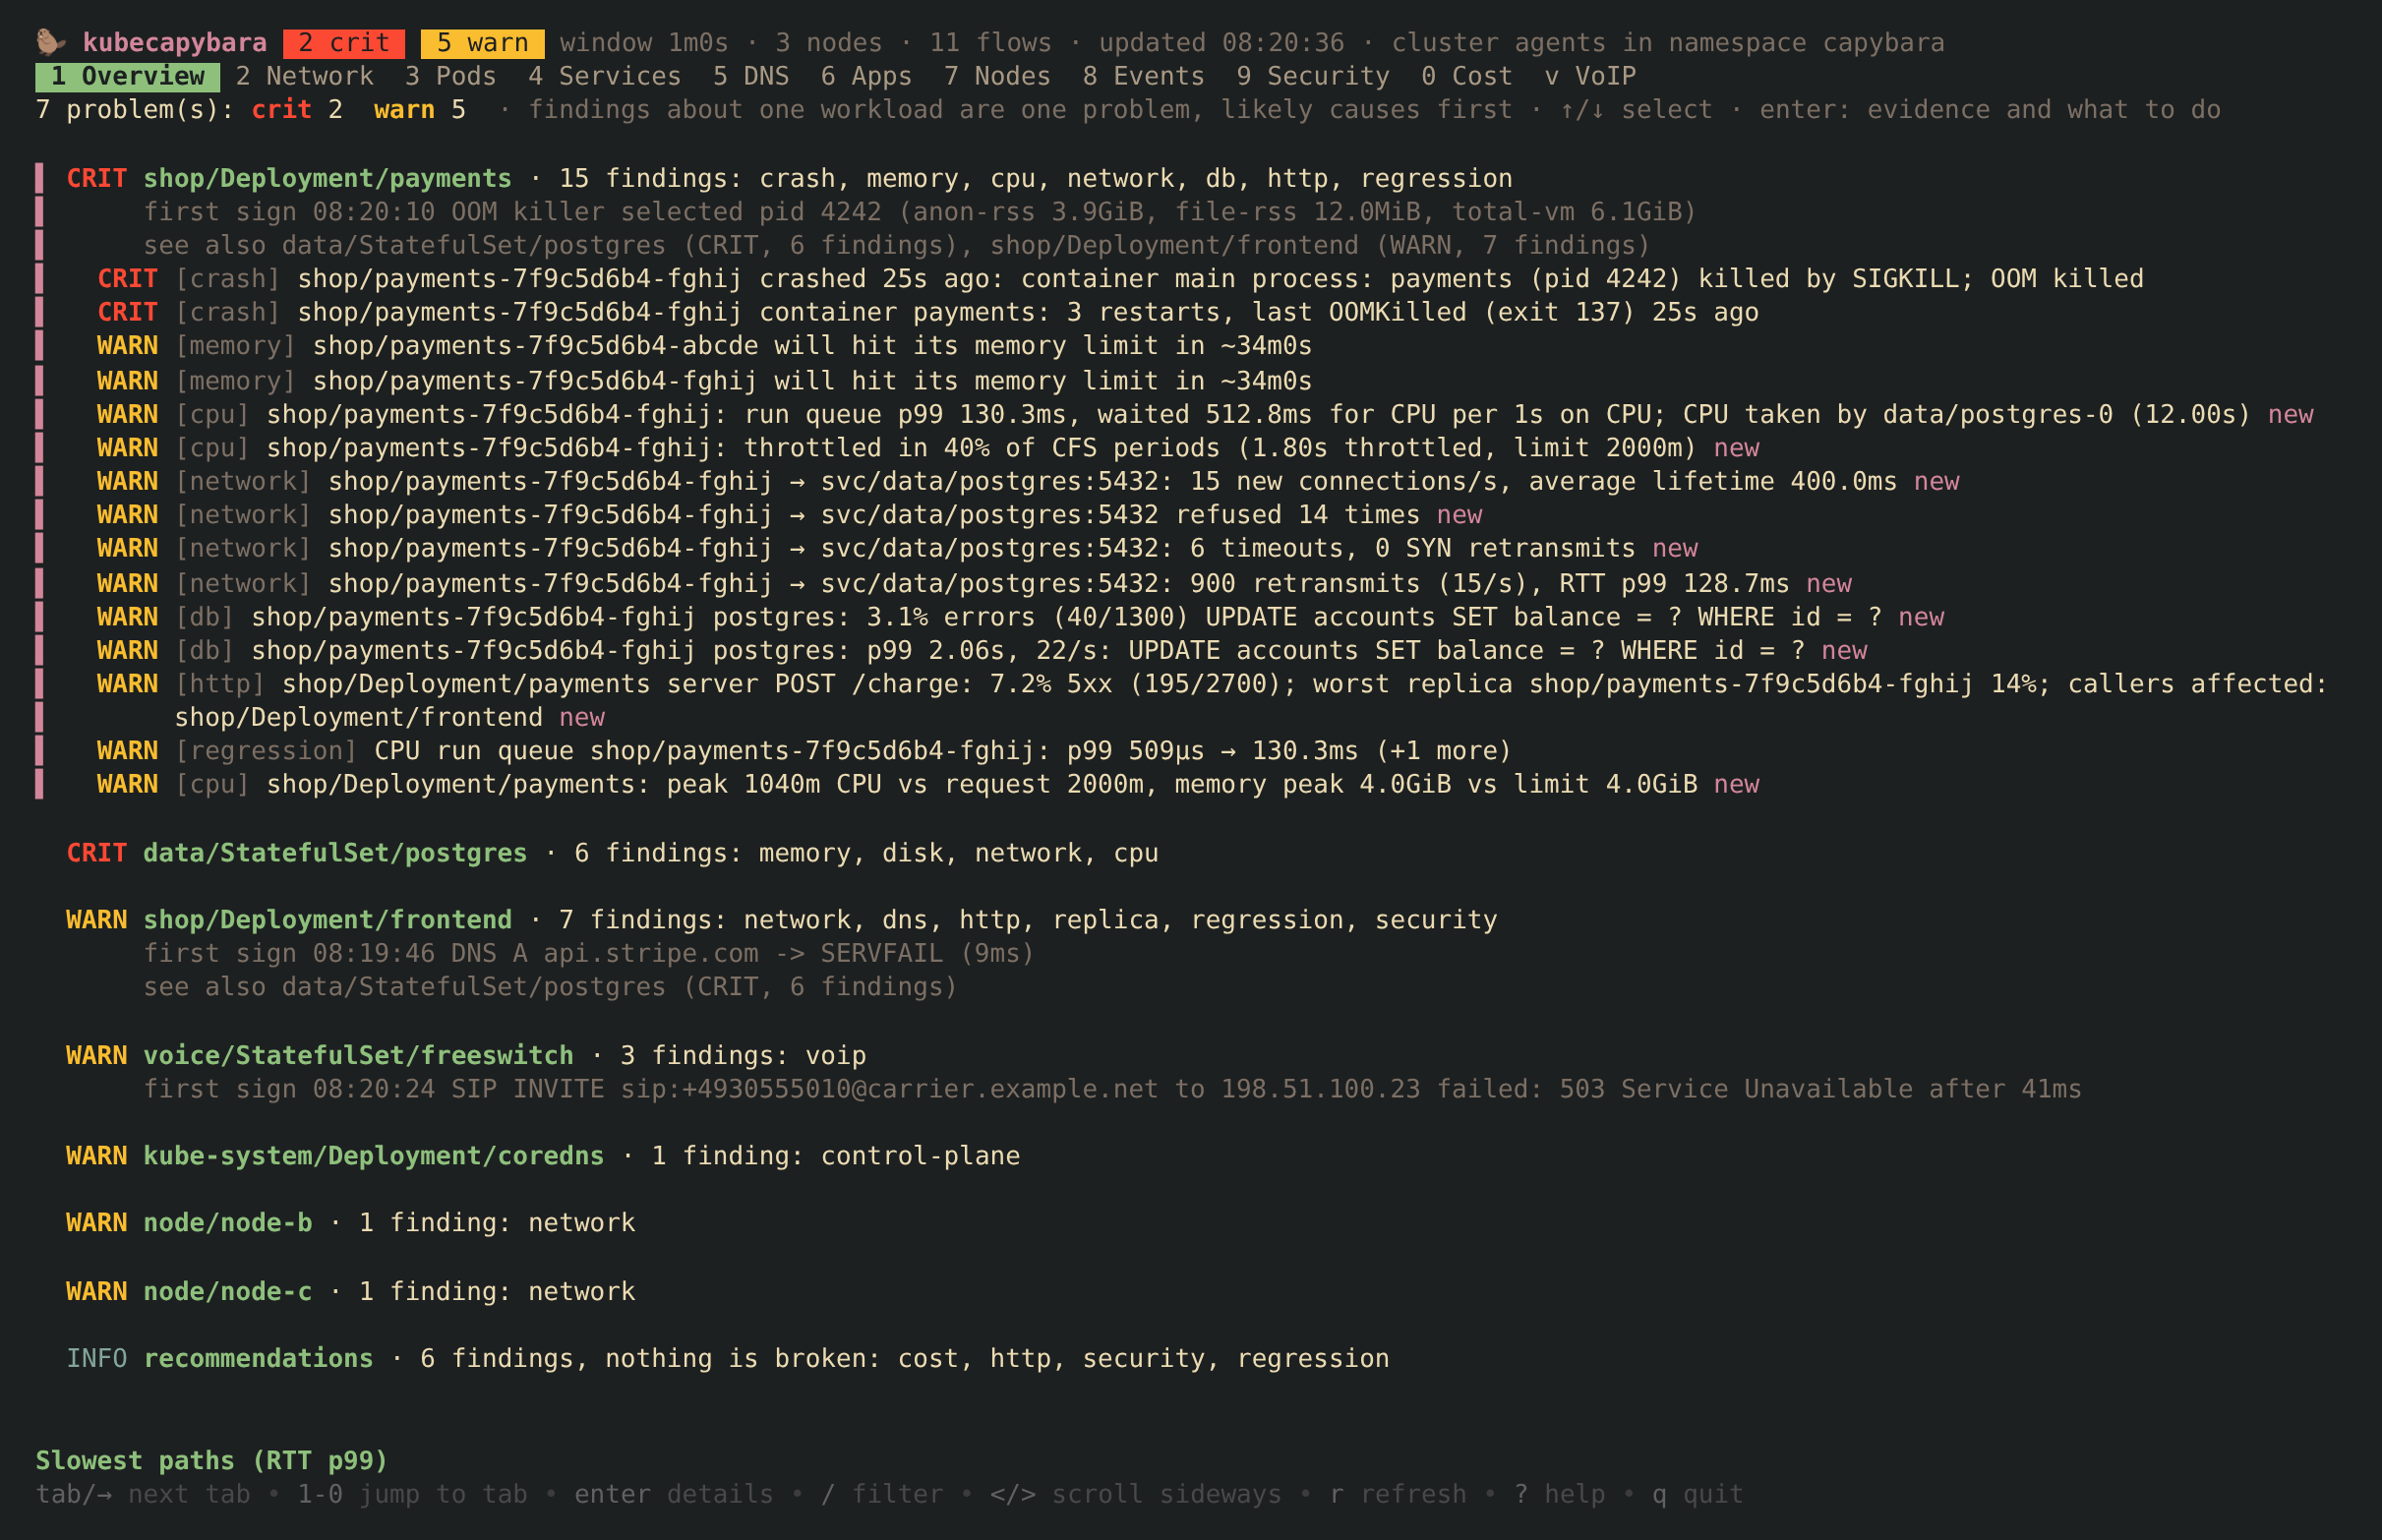 🦫 kubecapybara  2 crit   5 warn  window 1m0s · 3 nodes · 11 flows · updated 08:20:36 · cluster agents in namespace capybara
1 Overview  2 Network  3 Pods  4 Services  5 DNS  6 Apps  7 Nodes  8 Events  9 Security  0 Cost  v VoIP
7 problem(s): crit 2  warn 5  · findings about one workload are one problem, likely causes first · ↑/↓ select · enter: evidence and what to do
CRIT shop/Deployment/payments · 15 findings: crash, memory, cpu, network, db, http, regression
first sign 08:20:10 OOM killer selected pid 4242 (anon-rss 3.9GiB, file-rss 12.0MiB, total-vm 6.1GiB)
see also data/StatefulSet/postgres (CRIT, 6 findings), shop/Deployment/frontend (WARN, 7 findings)
CRIT [crash] shop/payments-7f9c5d6b4-fghij crashed 25s ago: container main process: payments (pid 4242) killed by SIGKILL; OOM killed
CRIT [crash] shop/payments-7f9c5d6b4-fghij container payments: 3 restarts, last OOMKilled (exit 137) 25s ago
WARN [memory] shop/payments-7f9c5d6b4-abcde will hit its memory limit in ~34m0s
WARN [memory] shop/payments-7f9c5d6b4-fghij will hit its memory limit in ~34m0s
WARN [cpu] shop/payments-7f9c5d6b4-fghij: run queue p99 130.3ms, waited 512.8ms for CPU per 1s on CPU; CPU taken by data/postgres-0 (12.00s) new
WARN [cpu] shop/payments-7f9c5d6b4-fghij: throttled in 40% of CFS periods (1.80s throttled, limit 2000m) new
WARN [network] shop/payments-7f9c5d6b4-fghij → svc/data/postgres:5432: 15 new connections/s, average lifetime 400.0ms new
WARN [network] shop/payments-7f9c5d6b4-fghij → svc/data/postgres:5432 refused 14 times new
WARN [network] shop/payments-7f9c5d6b4-fghij → svc/data/postgres:5432: 6 timeouts, 0 SYN retransmits new
WARN [network] shop/payments-7f9c5d6b4-fghij → svc/data/postgres:5432: 900 retransmits (15/s), RTT p99 128.7ms new
WARN [db] shop/payments-7f9c5d6b4-fghij postgres: 3.1% errors (40/1300) UPDATE accounts SET balance = ? WHERE id = ? new
WARN [db] shop/payments-7f9c5d6b4-fghij postgres: p99 2.06s, 22/s: UPDATE accounts SET balance = ? WHERE id = ? new
WARN [http] shop/Deployment/payments server POST /charge: 7.2% 5xx (195/2700); worst replica shop/payments-7f9c5d6b4-fghij 14%; callers affected:
shop/Deployment/frontend new
WARN [regression] CPU run queue shop/payments-7f9c5d6b4-fghij: p99 509µs → 130.3ms (+1 more)
WARN [cpu] shop/Deployment/payments: peak 1040m CPU vs request 2000m, memory peak 4.0GiB vs limit 4.0GiB new
CRIT data/StatefulSet/postgres · 6 findings: memory, disk, network, cpu
WARN shop/Deployment/frontend · 7 findings: network, dns, http, replica, regression, security
first sign 08:19:46 DNS A api.stripe.com -> SERVFAIL (9ms)
see also data/StatefulSet/postgres (CRIT, 6 findings)
WARN voice/StatefulSet/freeswitch · 3 findings: voip
first sign 08:20:24 SIP INVITE sip:+4930555010@carrier.example.net to 198.51.100.23 failed: 503 Service Unavailable after 41ms
WARN kube-system/Deployment/coredns · 1 finding: control-plane
WARN node/node-b · 1 finding: network
WARN node/node-c · 1 finding: network
INFO recommendations · 6 findings, nothing is broken: cost, http, security, regression
Slowest paths (RTT p99)
tab/→ next tab • 1-0 jump to tab • enter details • / filter • </> scroll sideways • r refresh • ? help • q quit